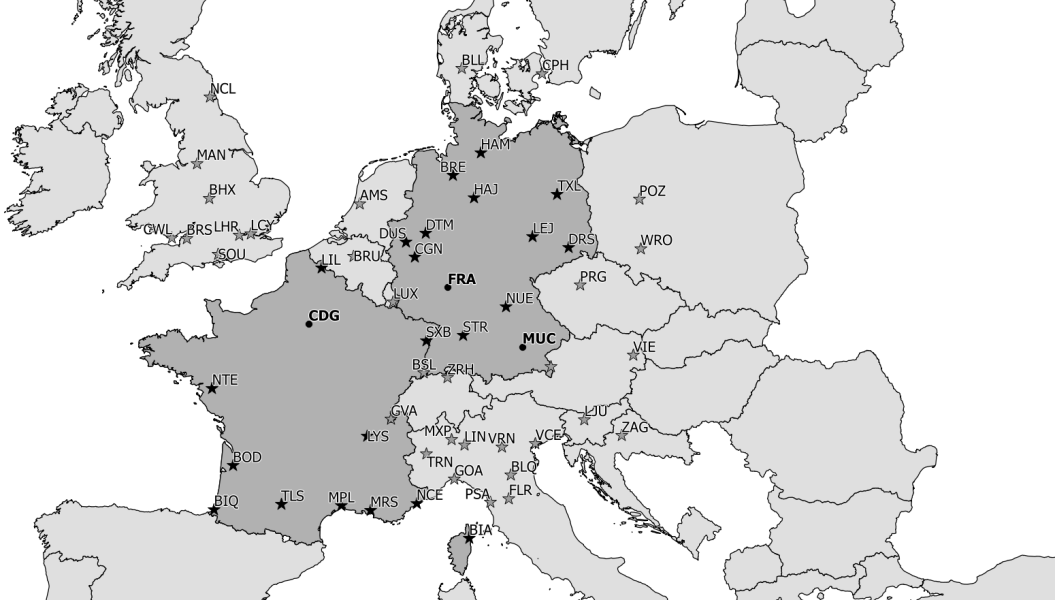 BLL
CPH
NCL
HAM
MAN
BRE
BHX
HAJ
TXL
AMS
POZ
CWL
BRS
LHR
LCY
DUS
DTM
LEJ
DRS
WRO
SOU
LIL
BRU
CGN
FRA
PRG
LUX
NUE
CDG
SXB
STR
MUC
VIE
BSL
ZRH
NTE
GVA
LJU
LYS
MXP
LIN
VRN
VCE
ZAG
BOD
TRN
GOA
BLQ
BIQ
TLS
MPL
MRS
NCE
PSA
FLR
BIA